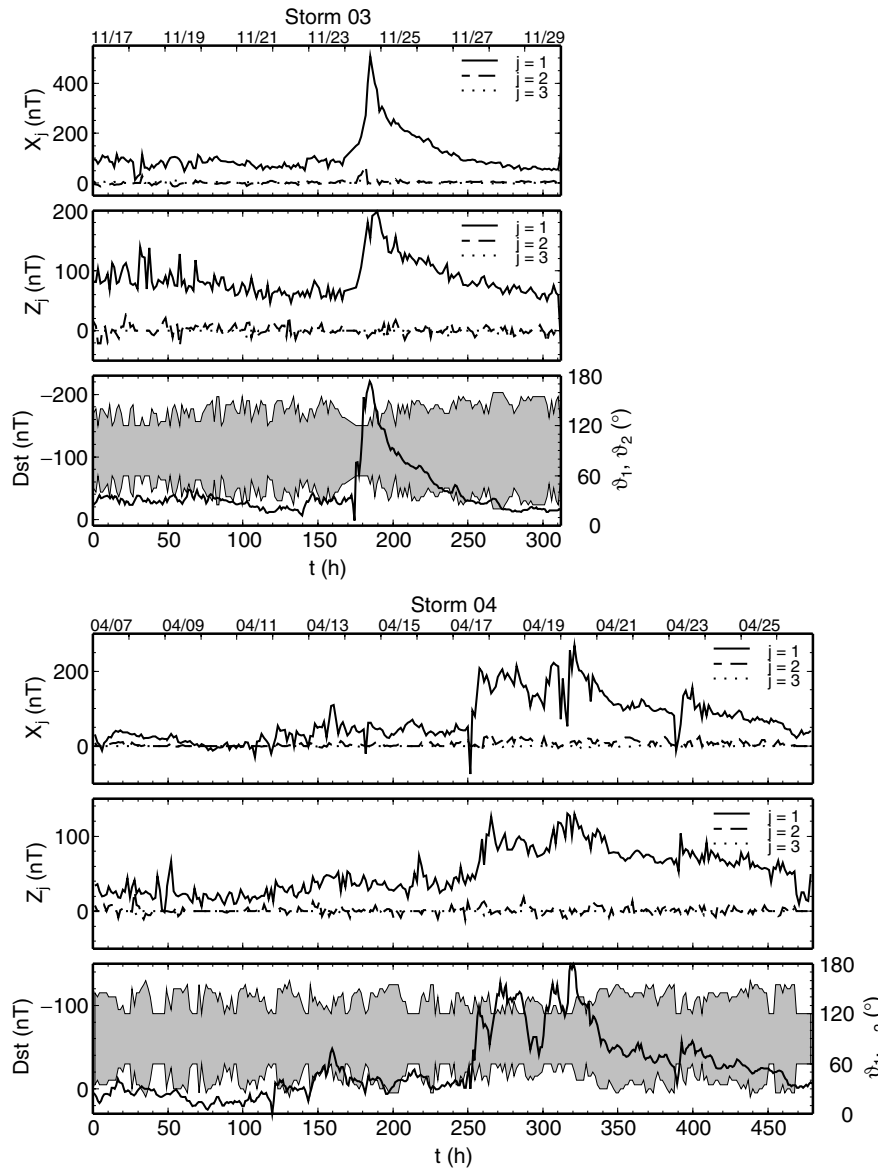 Storm 03
11/17 11/19 11/21 11/23 11/25 11/27 11/29
X_j (nT)
400
200
0
j = 1
j = 2
j = 3
Z_j (nT)
200
100
0
j = 1
j = 2
j = 3
Dst (nT)
−200
−100
0
180
120
60
0
ϑ₁, ϑ₂ (°)
0 50 100 150 200 250 300
t (h)
Storm 04
04/07 04/09 04/11 04/13 04/15 04/17 04/19 04/21 04/23 04/25
X_j (nT)
200
0
j = 1
j = 2
j = 3
Z_j (nT)
100
0
j = 1
j = 2
j = 3
Dst (nT)
−100
0
180
120
60
0
(°)
0 50 100 150 200 250 300 350 400 450
t (h)